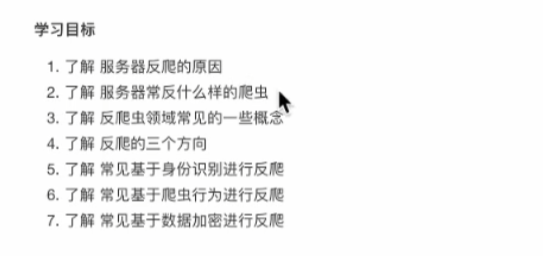 学习目标
1. 了解 服务器反爬的原因
2. 了解 服务器常反什么样的爬虫
3. 了解 反爬虫领域常见的一些概念
4. 了解 反爬的三个方向
5. 了解 常见基于身份识别进行反爬
6. 了解 常见基于爬虫行为进行反爬
7. 了解 常见基于数据加密进行反爬